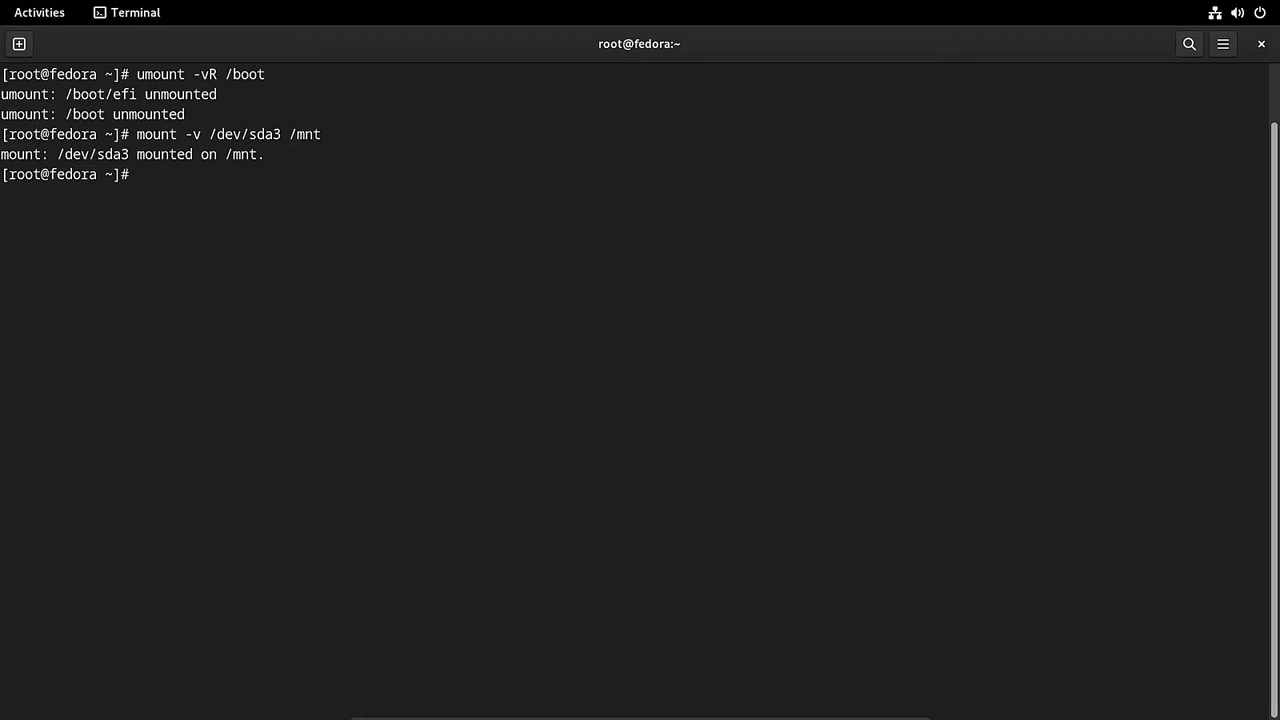 Activities
Terminal
root@fedora:~
[root@fedora ~]# umount -vR /boot
umount: /boot/efi unmounted
umount: /boot unmounted
[root@fedora ~]# mount -v /dev/sda3 /mnt
mount: /dev/sda3 mounted on /mnt.
[root@fedora ~]#